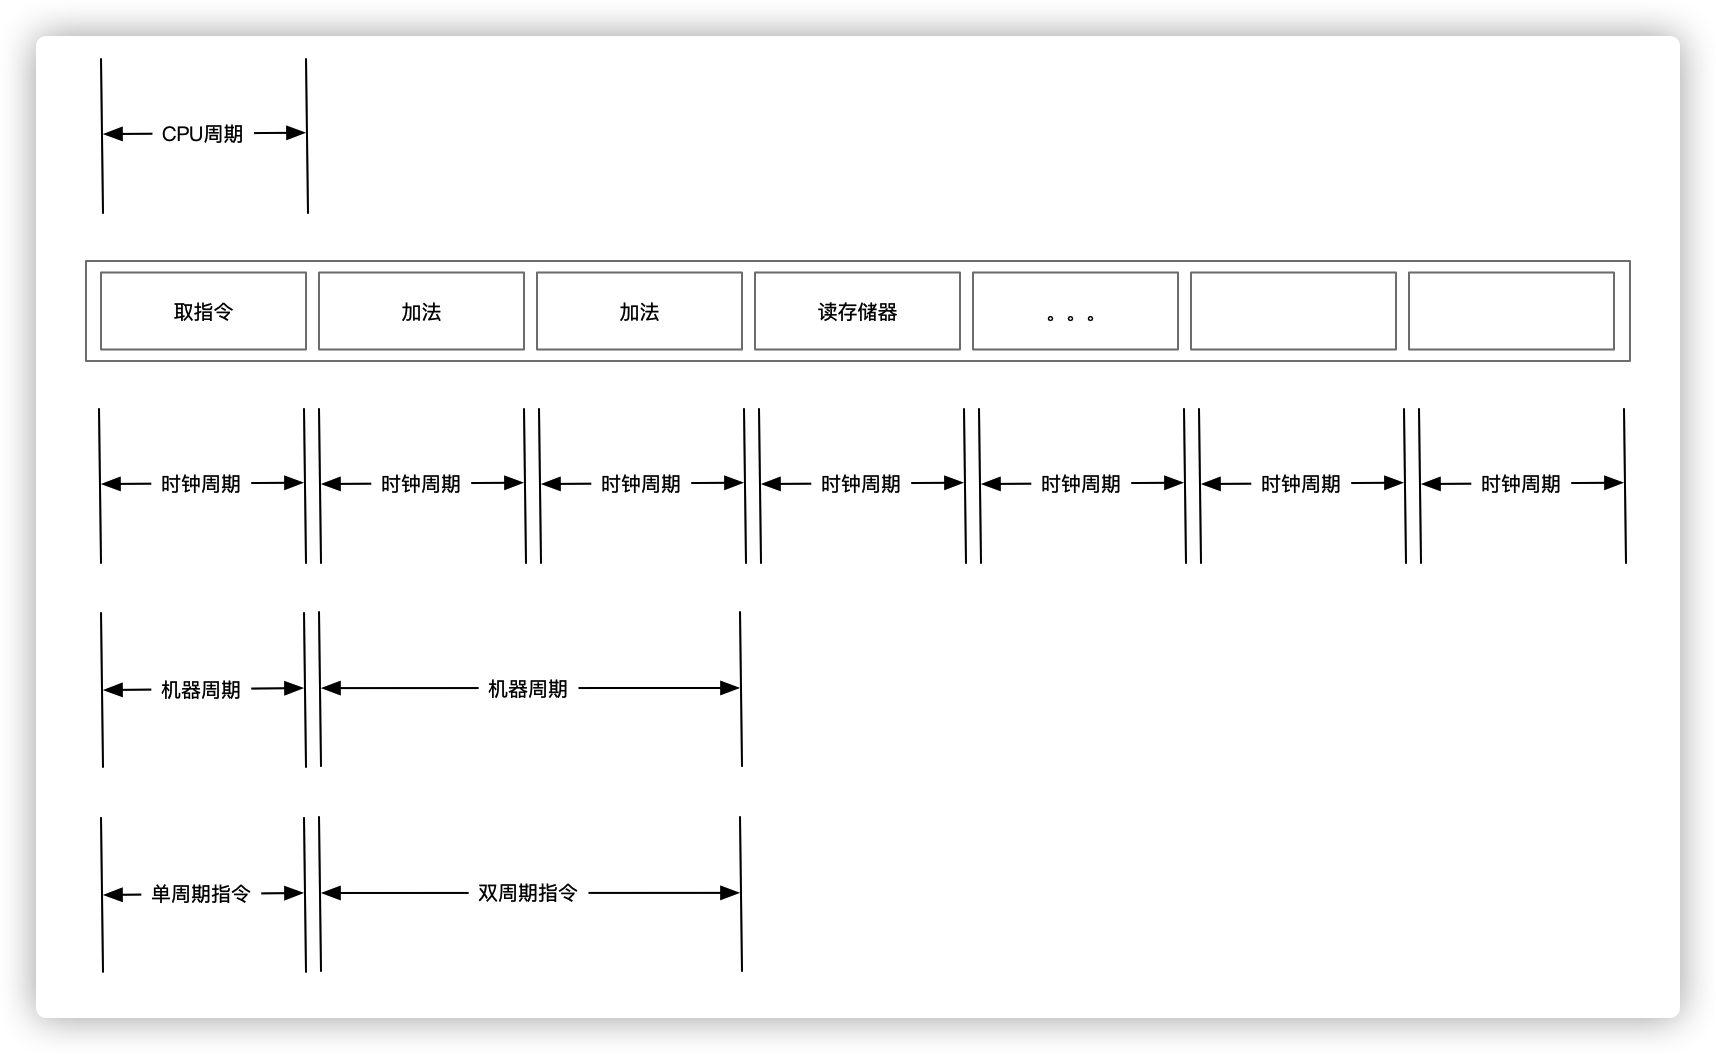 CPU周期
取指令 加法 加法 读存储器 。。。
时钟周期 时钟周期 时钟周期 时钟周期 时钟周期 时钟周期 时钟周期
机器周期 机器周期
单周期指令 双周期指令